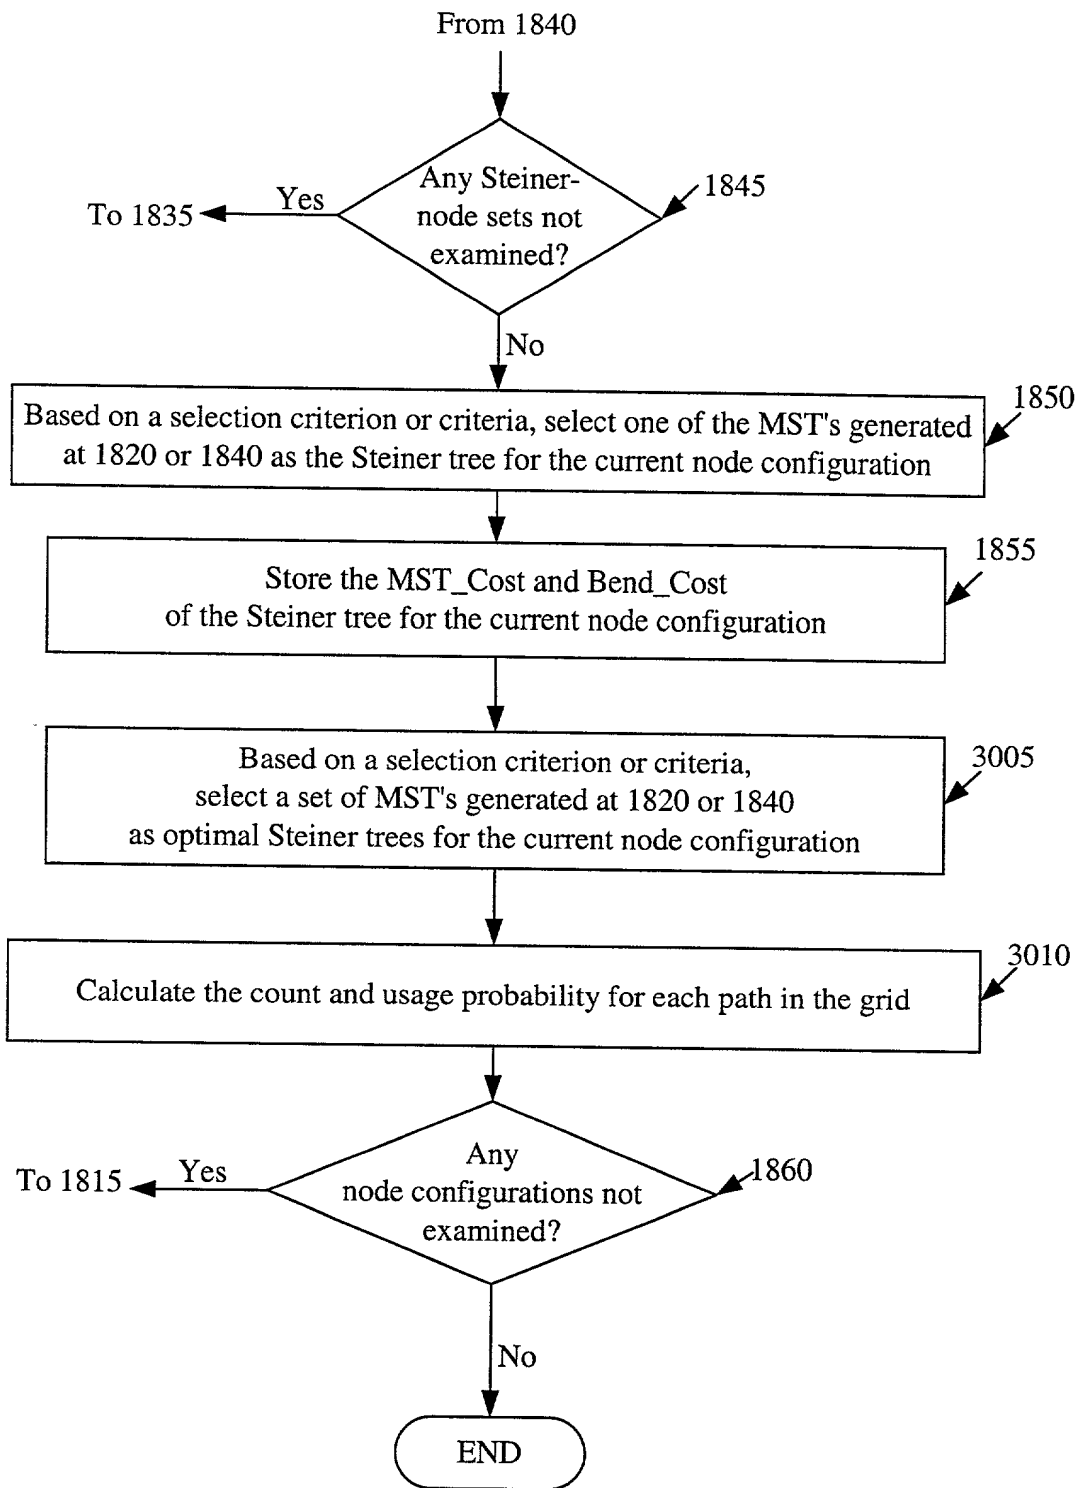 From 1840
Any Steiner-
node sets not
examined?
1845
Yes
To 1835
No
1850
Based on a selection criterion or criteria, select one of the MST's generated
at 1820 or 1840 as the Steiner tree for the current node configuration
1855
Store the MST_Cost and Bend_Cost
of the Steiner tree for the current node configuration
3005
Based on a selection criterion or criteria,
select a set of MST's generated at 1820 or 1840
as optimal Steiner trees for the current node configuration
3010
Calculate the count and usage probability for each path in the grid
Any
node configurations not
examined?
1860
Yes
To 1815
No
END